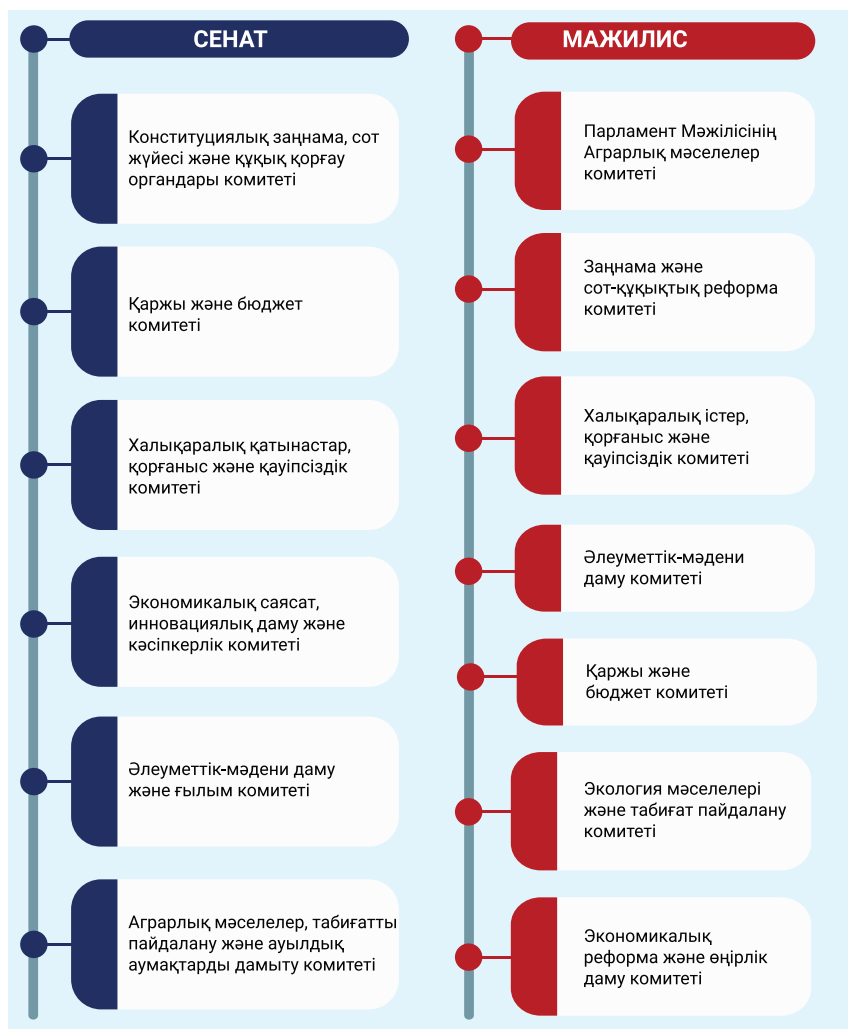 СЕНАТ
Конституциялық заңнама, сот
жүйесі және құқық қорғау
органдары комитеті
Қаржы және бюджет
комитеті
Халықаралық қатынастар,
қорғаныс және қауіпсіздік
комитеті
Экономикалық саясат,
инновациялық даму және
кәсіпкерлік комитеті
Әлеуметтік-мәдени даму
және ғылым комитеті
Аграрлық мәселелер, табиғатты
пайдалану және ауылдық
аумақтарды дамыту комитеті
МАЖИЛИС
Парламент Мәжілісінің
Аграрлық мәселелер
комитеті
Заңнама және
сот-құқықтық реформа
комитеті
Халықаралық істер,
қорғаныс және
қауіпсіздік комитеті
Әлеуметтік-мәдени
даму комитеті
Қаржы және
бюджет комитеті
Экология мәселелері
және табиғат пайдалану
комитеті
Экономикалық
реформа және өңірлік
даму комитеті